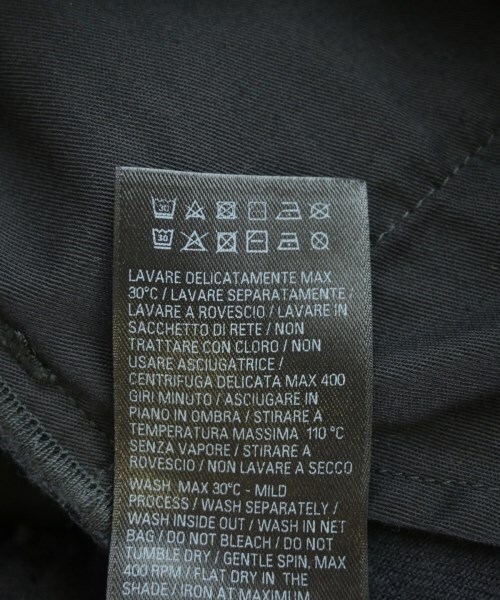 30
30
LAVARE DELICATAMENTE MAX
30°C / LAVARE SEPARATAMENTE /
LAVARE A ROVESCIO / LAVARE IN
SACCHETTO DI RETE / NON
TRATTARE CON CLORO / NON
USARE ASCIUGATRICE /
CENTRIFUGA DELICATA MAX 400
GIRI MINUTO / ASCIUGARE IN
PIANO IN OMBRA / STIRARE A
TEMPERATURA MASSIMA 110 °C
SENZA VAPORE / STIRARE A
ROVESCIO / NON LAVARE A SECCO
WASH MAX 30°C - MILD
PROCESS / WASH SEPARATELY /
WASH INSIDE OUT / WASH IN NET
BAG / DO NOT BLEACH / DO NOT
TUMBLE DRY / GENTLE SPIN, MAX
400 RPM / FLAT DRY IN THE
SHADE / IRON AT MAXIMUM